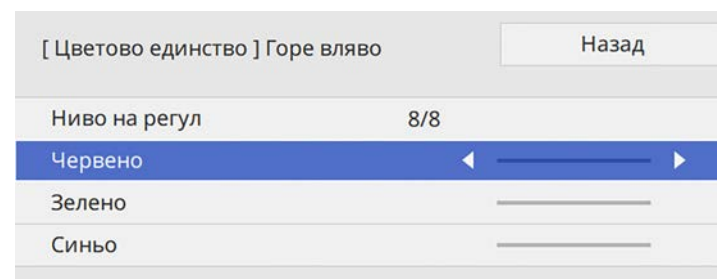 [ Цветово единство ] Горе вляво
Назад
Ниво на регул 8/8
Червено
Зелено
Синьо